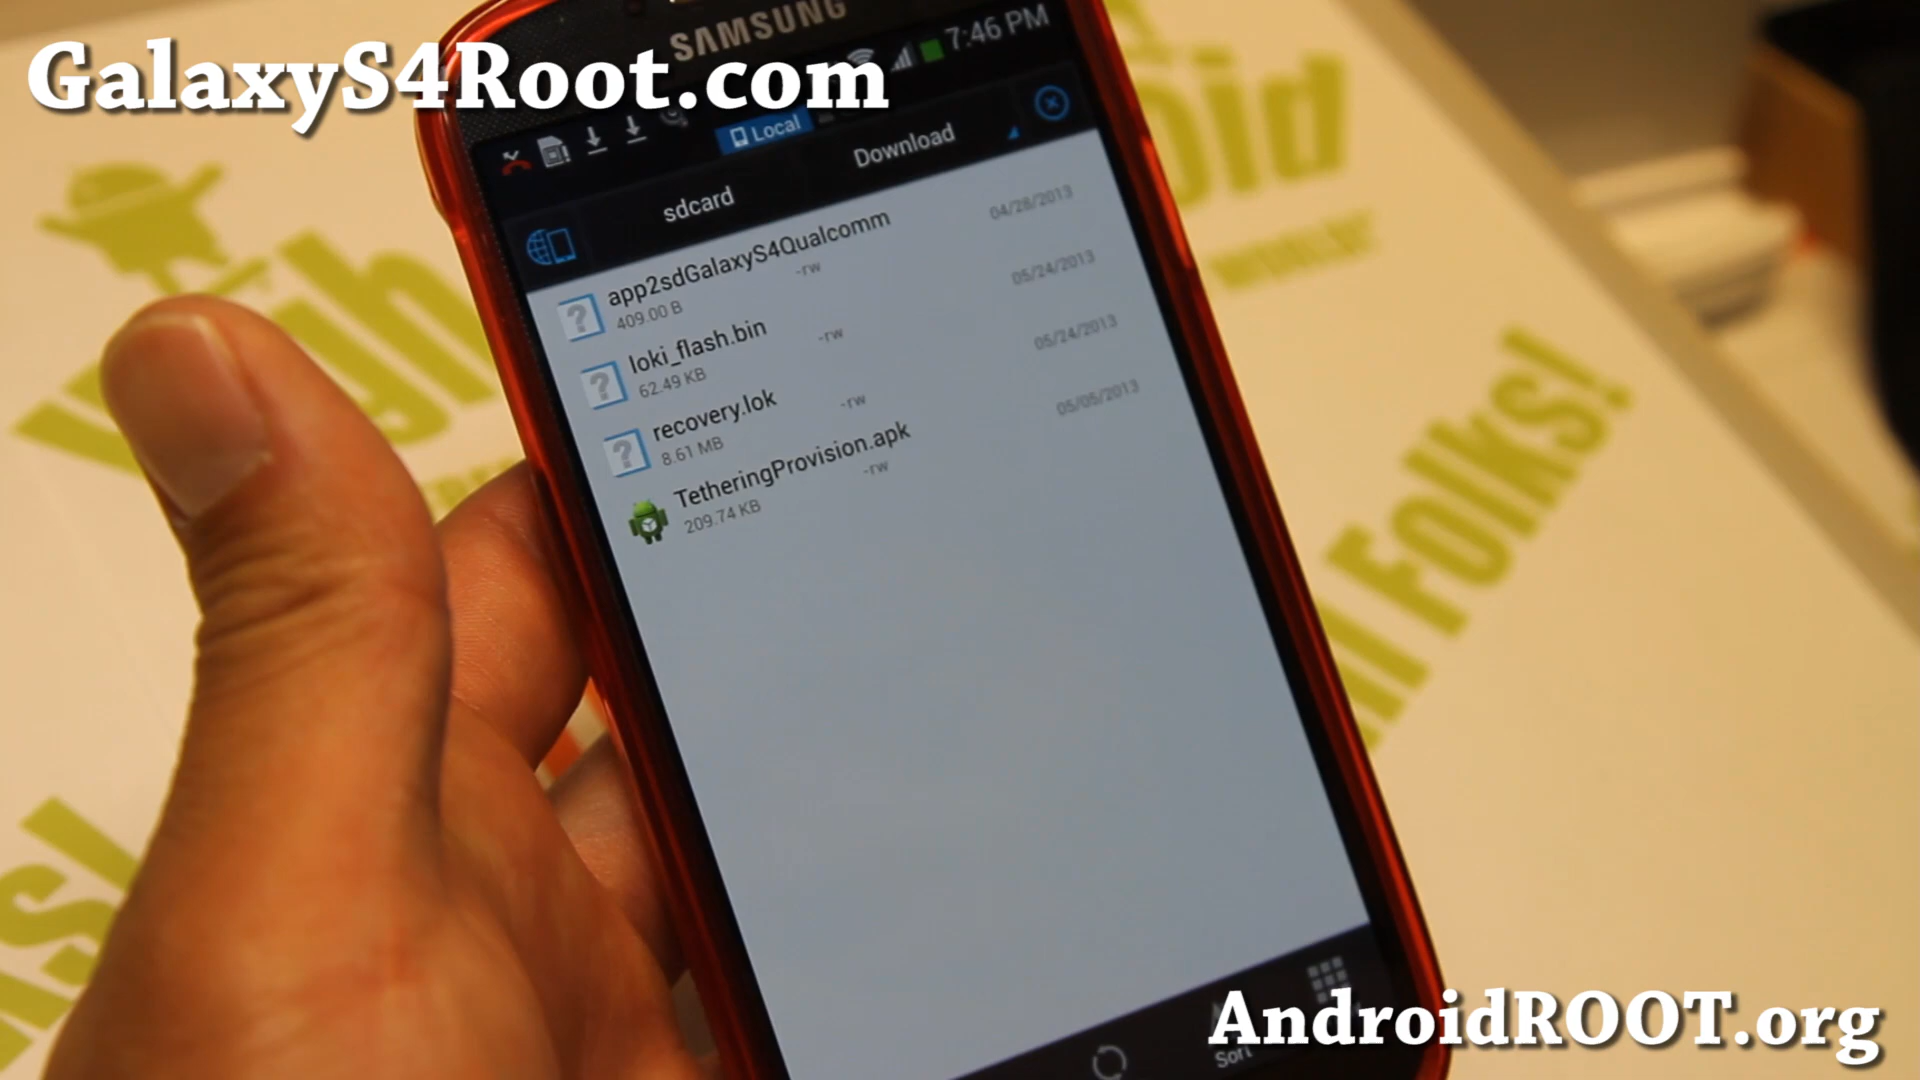 GalaxyS4Root.com
SAMSUNG
7:46 PM
Local
sdcard
Download
app2sdGalaxyS4Qualcomm
409.00 B
-rw
04/28/2013
loki_flash.bin
62.49 KB
-rw
05/24/2013
recovery.lok
8.61 MB
-rw
05/24/2013
TetheringProvision.apk
209.74 KB
-rw
05/05/2013
Sort
Folks!
AndroidROOT.org